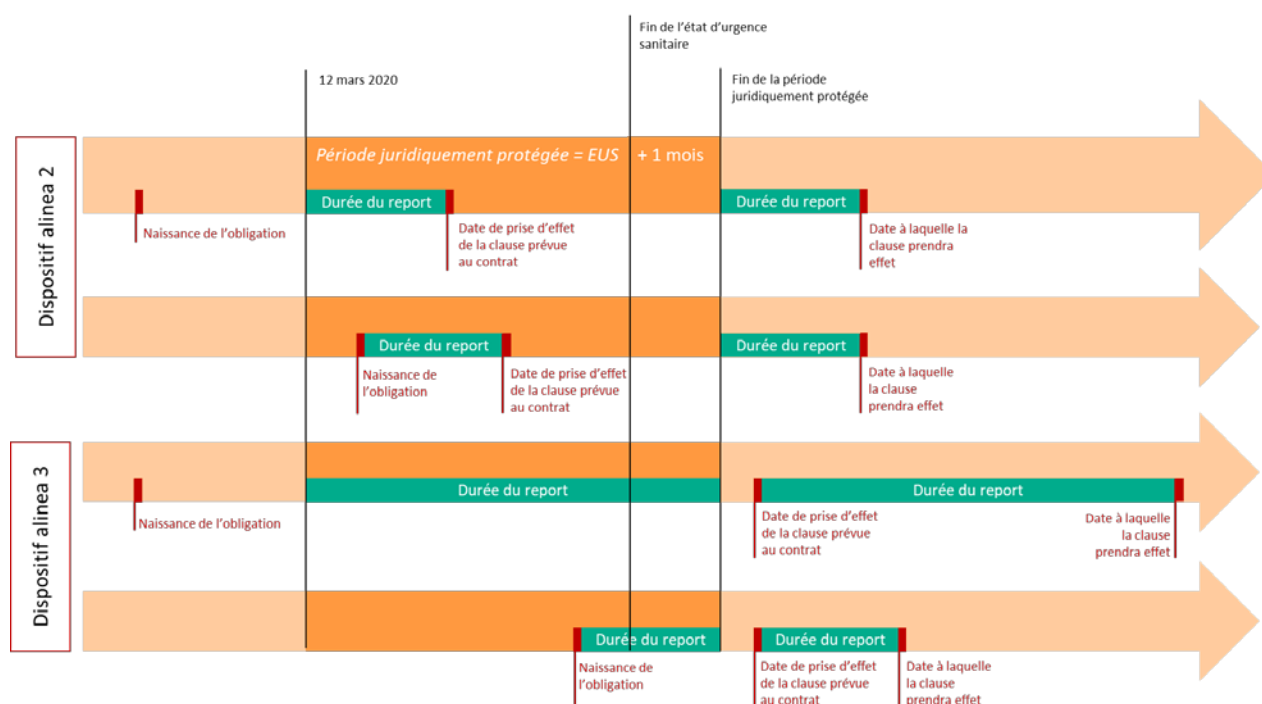 Fin de l’état d’urgence
sanitaire
12 mars 2020
Fin de la période
juridiquement protégée
Dispositif alinea 2
Période juridiquement protégée = EUS + 1 mois
Durée du report
Durée du report
Naissance de l’obligation
Date de prise d’effet
de la clause prévue
au contrat
Date à laquelle la
clause prendra
effet
Durée du report
Durée du report
Naissance de
l’obligation
Date de prise d’effet
de la clause prévue
au contrat
Date à laquelle
la clause
prendra effet
Dispositif alinea 3
Durée du report
Durée du report
Naissance de l’obligation
Date de prise d’effet
de la clause prévue
au contrat
Date à laquelle
la clause
prendra effet
Durée du report
Durée du report
Naissance de
l’obligation
Date de prise d’effet
de la clause prévue
au contrat
Date à laquelle
la clause
prendra effet